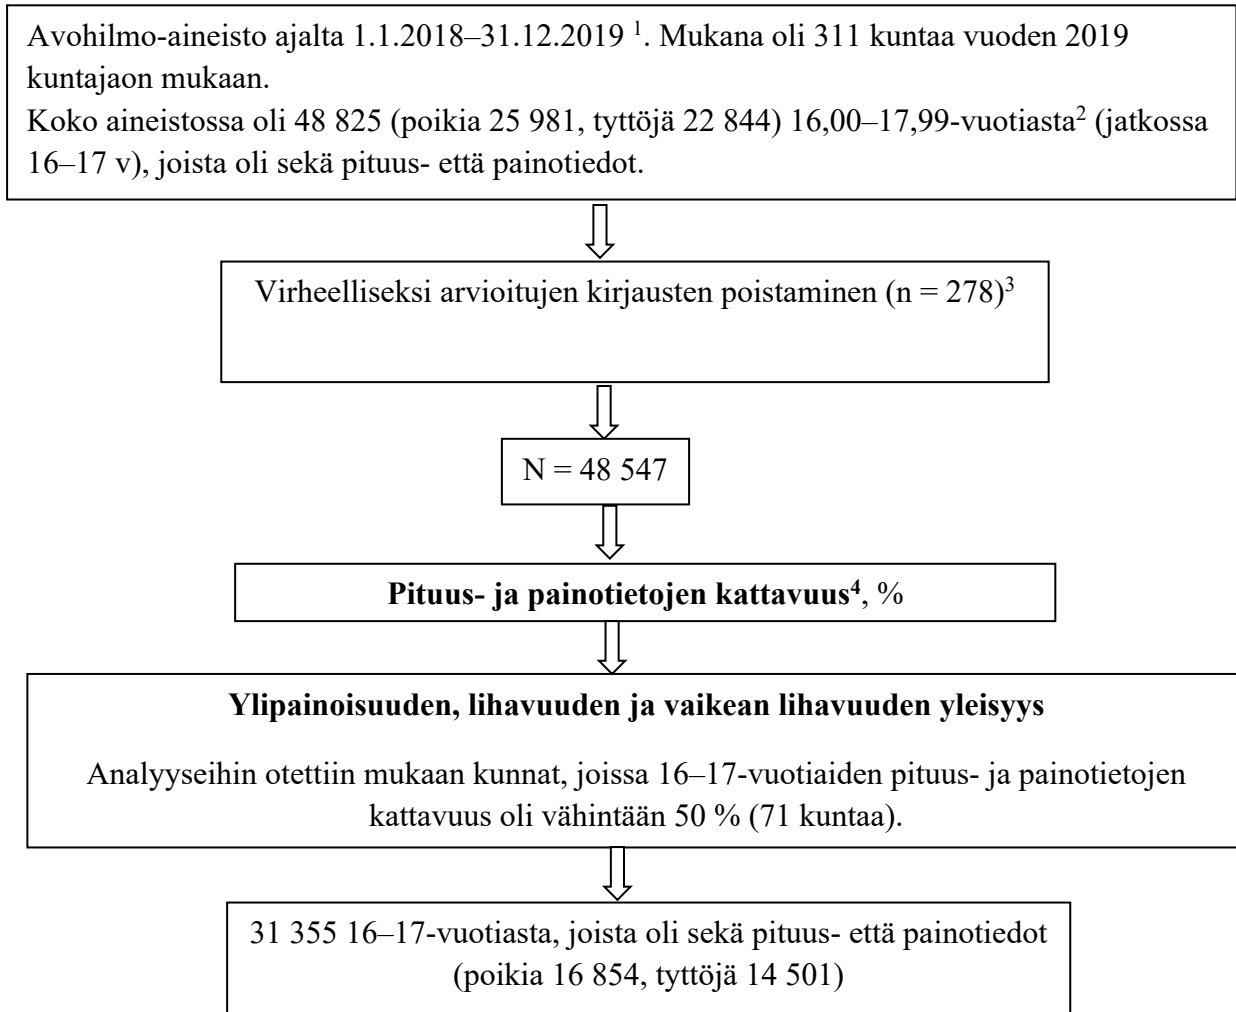 Avohilmo-aineisto ajalta 1.1.2018–31.12.2019 ¹. Mukana oli 311 kuntaa vuoden 2019
kuntajaon mukaan.
Koko aineistossa oli 48 825 (poikia 25 981, tyttöjä 22 844) 16,00–17,99-vuotiasta² (jatkossa
16–17 v), joista oli sekä pituus- että painotiedot.
Virheelliseksi arvioitujen kirjausten poistaminen (n = 278)³
N = 48 547
Pituus- ja painotietojen kattavuus⁴, %
Ylipainoisuuden, lihavuuden ja vaikean lihavuuden yleisyys
Analyyseihin otettiin mukaan kunnat, joissa 16–17-vuotiaiden pituus- ja painotietojen
kattavuus oli vähintään 50 % (71 kuntaa).
31 355 16–17-vuotiasta, joista oli sekä pituus- että painotiedot
(poikia 16 854, tyttöjä 14 501)